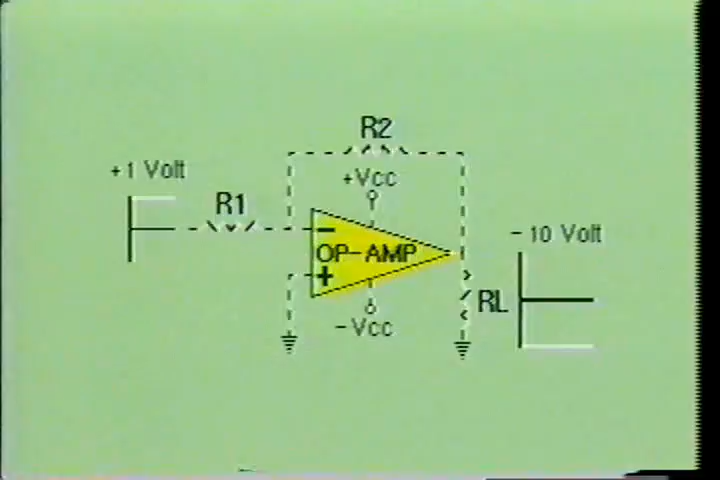 R2
+1 Volt
+Vcc
R1
- 10 Volt
−
OP-AMP
+
RL
-Vcc